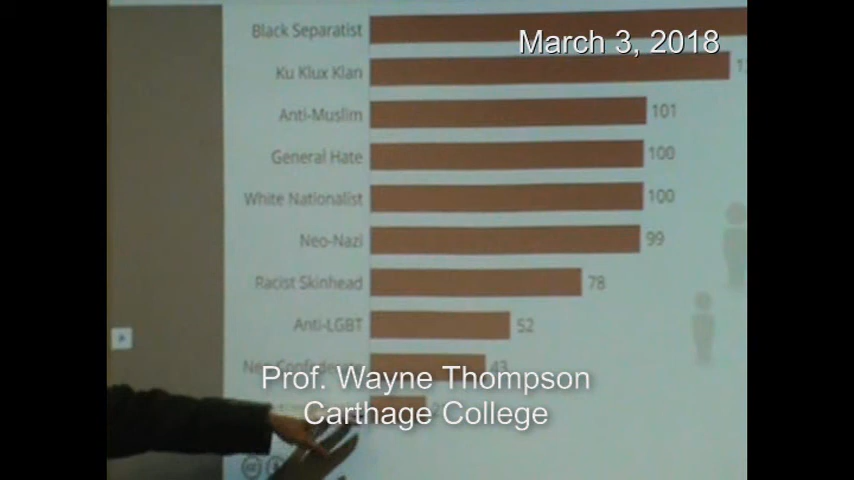 Black Separatist
March 3, 2018
Ku Klux Klan
Anti-Muslim 101
General Hate 100
White Nationalist 100
Neo-Nazi 99
Racist Skinhead 78
Anti-LGBT 52
43
Prof. Wayne Thompson
Carthage College